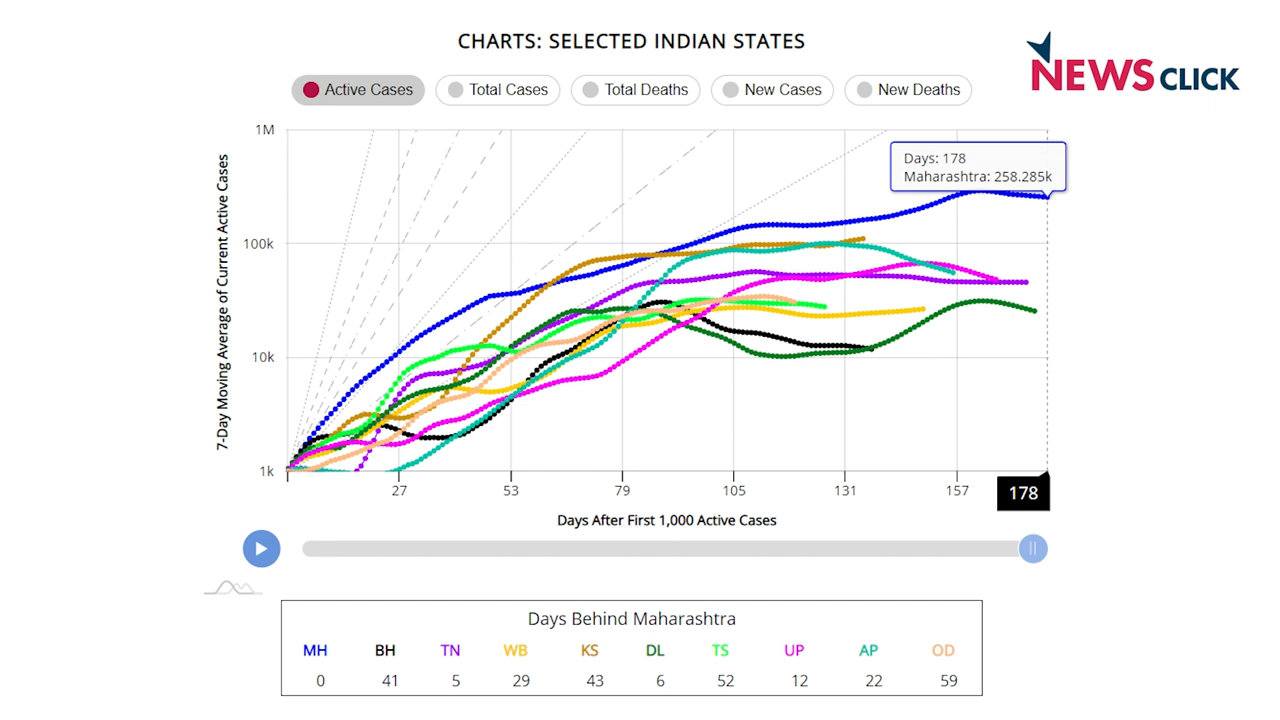 CHARTS: SELECTED INDIAN STATES
NEWS CLICK
Active Cases Total Cases Total Deaths New Cases New Deaths
1M
100k
10k
1k
7-Day Moving Average of Current Active Cases
Days: 178
Maharashtra: 258.285k
27 53 79 105 131 157 178
Days After First 1,000 Active Cases
Days Behind Maharashtra
MH BH TN WB KS DL TS UP AP OD
0 41 5 29 43 6 52 12 22 59